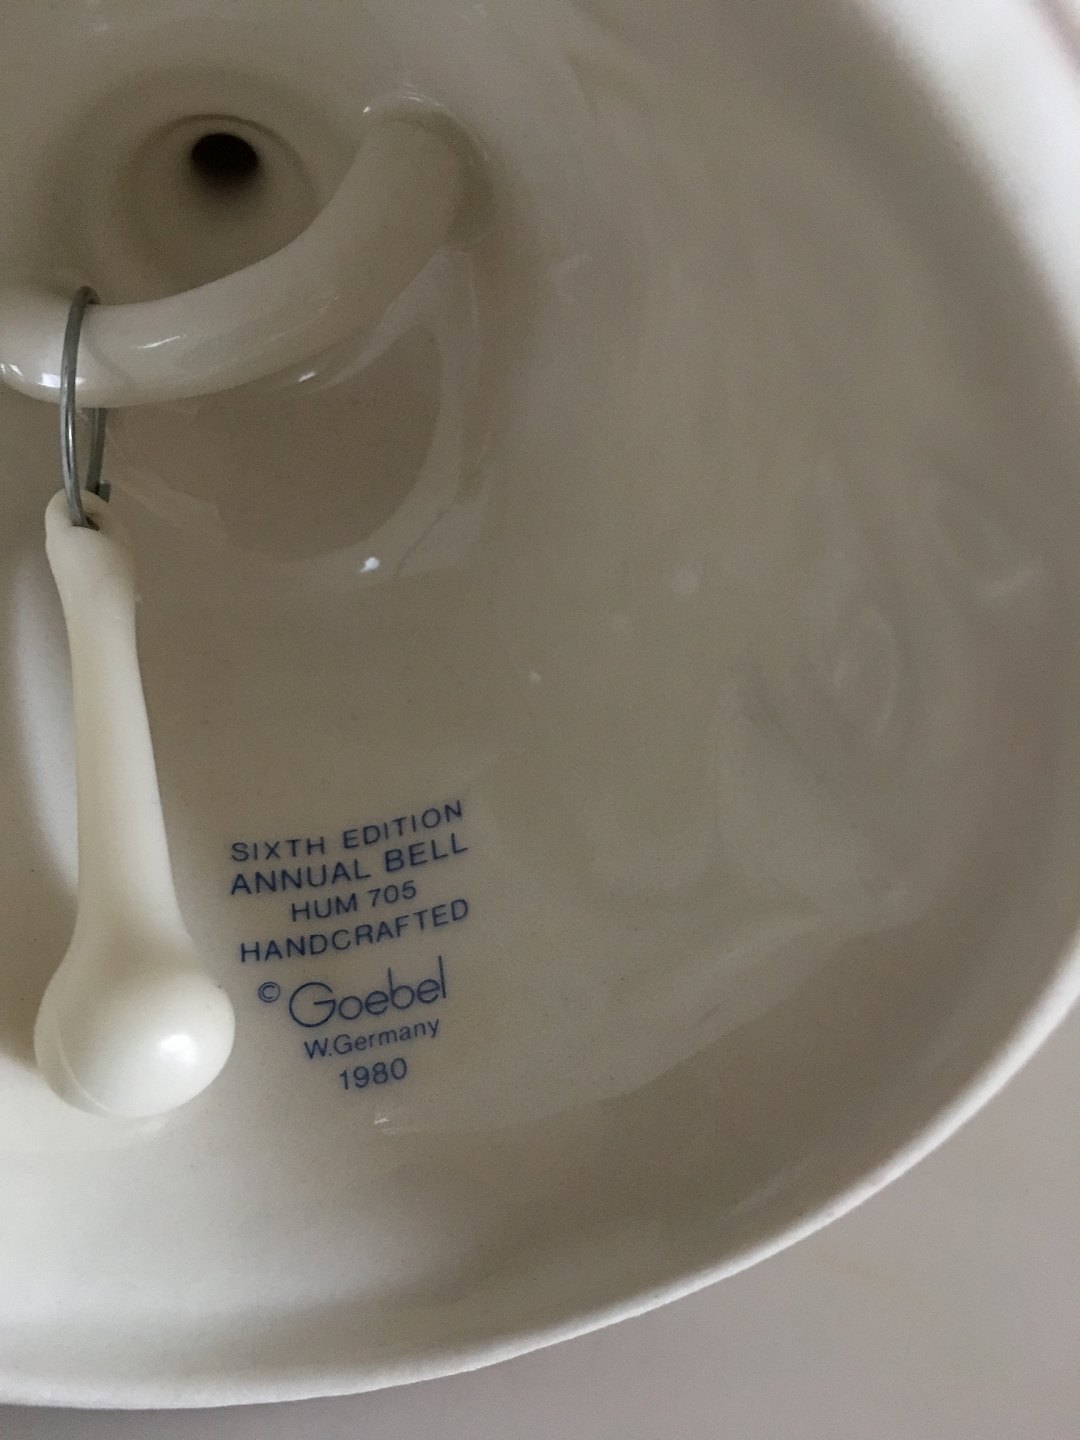 SIXTH EDITION
ANNUAL BELL
HUM 705
HANDCRAFTED
© Goebel
W.Germany
1980